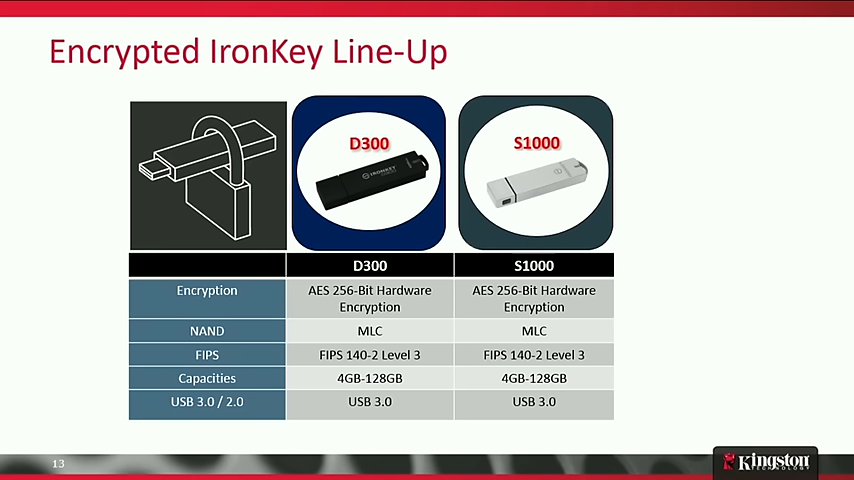 Encrypted IronKey Line-Up
D300
S1000
IRONKEY
D300 S1000
Encryption AES 256-Bit Hardware Encryption AES 256-Bit Hardware Encryption
NAND MLC MLC
FIPS FIPS 140-2 Level 3 FIPS 140-2 Level 3
Capacities 4GB-128GB 4GB-128GB
USB 3.0 / 2.0 USB 3.0 USB 3.0
13
Kingston
TECHNOLOGY